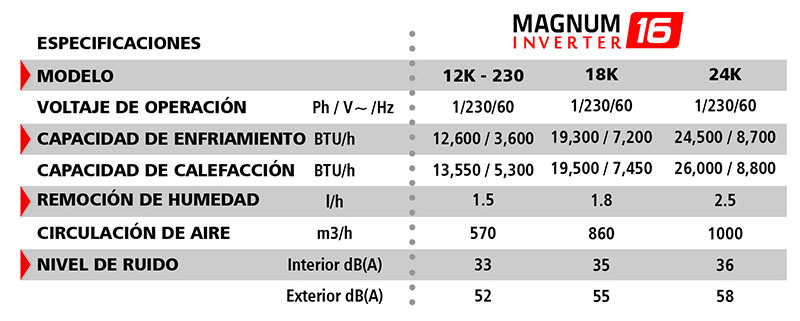 MAGNUM 16
INVERTER
ESPECIFICACIONES
MODELO 12K - 230 18K 24K
VOLTAJE DE OPERACIÓN Ph / V~ /Hz 1/230/60 1/230/60 1/230/60
CAPACIDAD DE ENFRIAMIENTO BTU/h 12,600 / 3,600 19,300 / 7,200 24,500 / 8,700
CAPACIDAD DE CALEFACCIÓN BTU/h 13,550 / 5,300 19,500 / 7,450 26,000 / 8,800
REMOCIÓN DE HUMEDAD l/h 1.5 1.8 2.5
CIRCULACIÓN DE AIRE m3/h 570 860 1000
NIVEL DE RUIDO Interior dB(A) 33 35 36
Exterior dB(A) 52 55 58